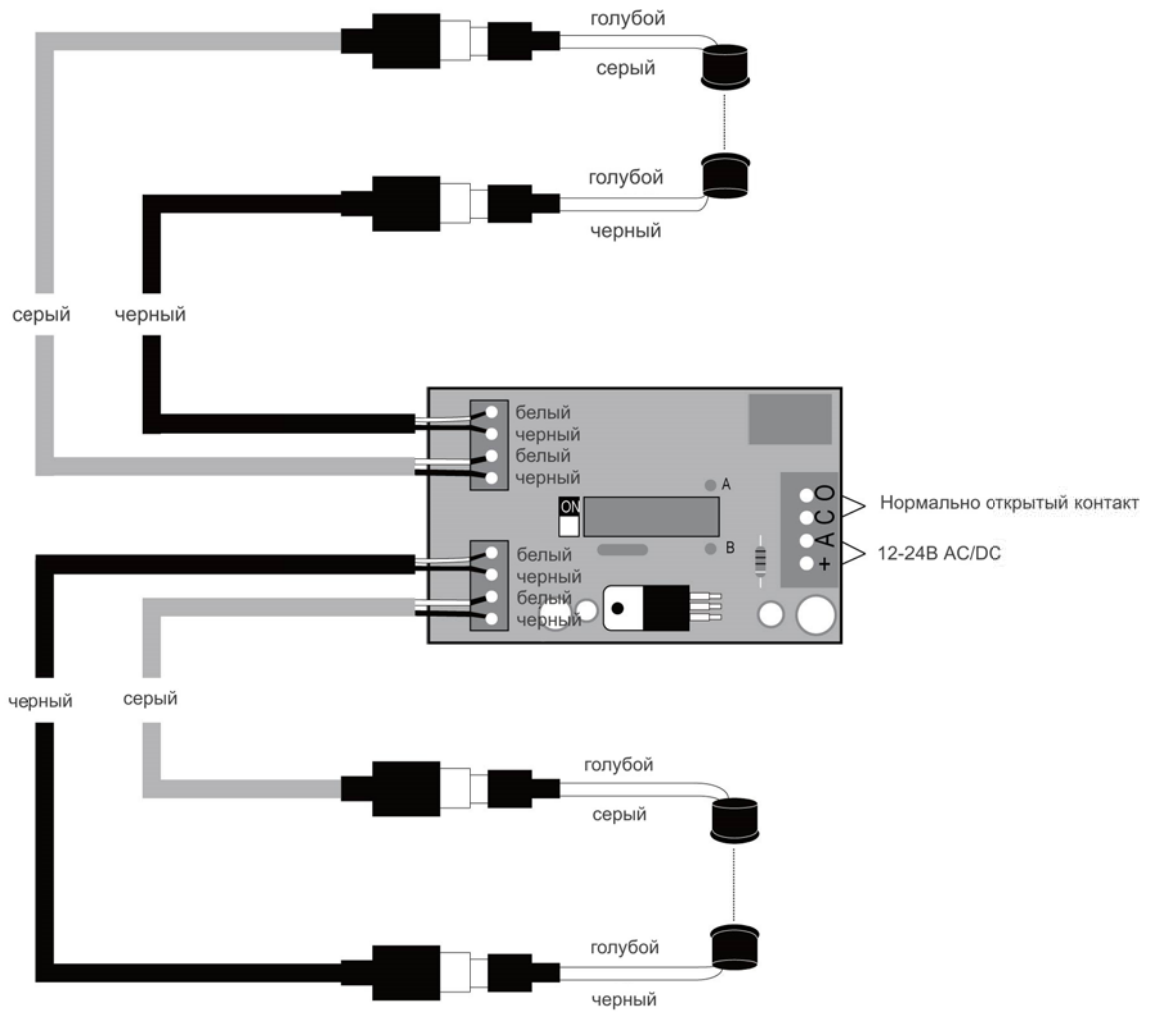 голубой
серый
голубой
черный
серый
черный
белый
черный
белый
черный
A
ON
O
C
A
+
Нормально открытый контакт
12-24В AC/DC
B
белый
черный
белый
черный
черный
серый
голубой
серый
голубой
черный